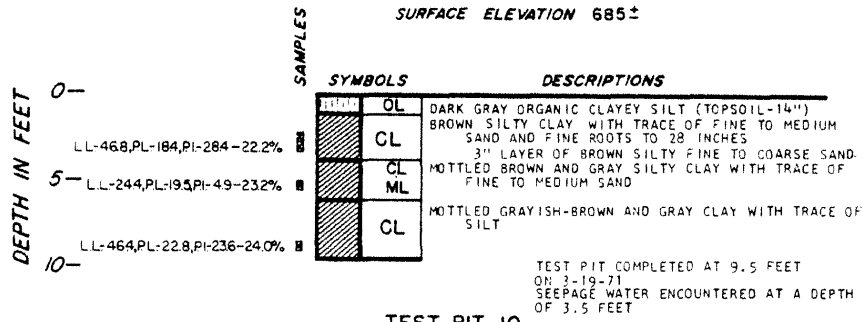 SURFACE ELEVATION 685±
SAMPLES
SYMBOLS DESCRIPTIONS
DEPTH IN FEET
0
OL DARK GRAY ORGANIC CLAYEY SILT (TOPSOIL-14")
BROWN SILTY CLAY WITH TRACE OF FINE TO MEDIUM
SAND AND FINE ROOTS TO 28 INCHES
LL-46.8,PL-18.4,PI-28.4-22.2% CL
3" LAYER OF BROWN SILTY FINE TO COARSE SAND
CL MOTTLED BROWN AND GRAY SILTY CLAY WITH TRACE OF
FINE TO MEDIUM SAND
5 L.L.-24.4,PL-19.5,PI-4.9-23.2% ML
MOTTLED GRAYISH-BROWN AND GRAY CLAY WITH TRACE OF
SILT
CL
LL-46.4,PL-22.8,PI-23.6-24.0%
10
TEST PIT COMPLETED AT 9.5 FEET
ON 3-19-71
SEEPAGE WATER ENCOUNTERED AT A DEPTH
OF 3.5 FEET
TEST PIT 10